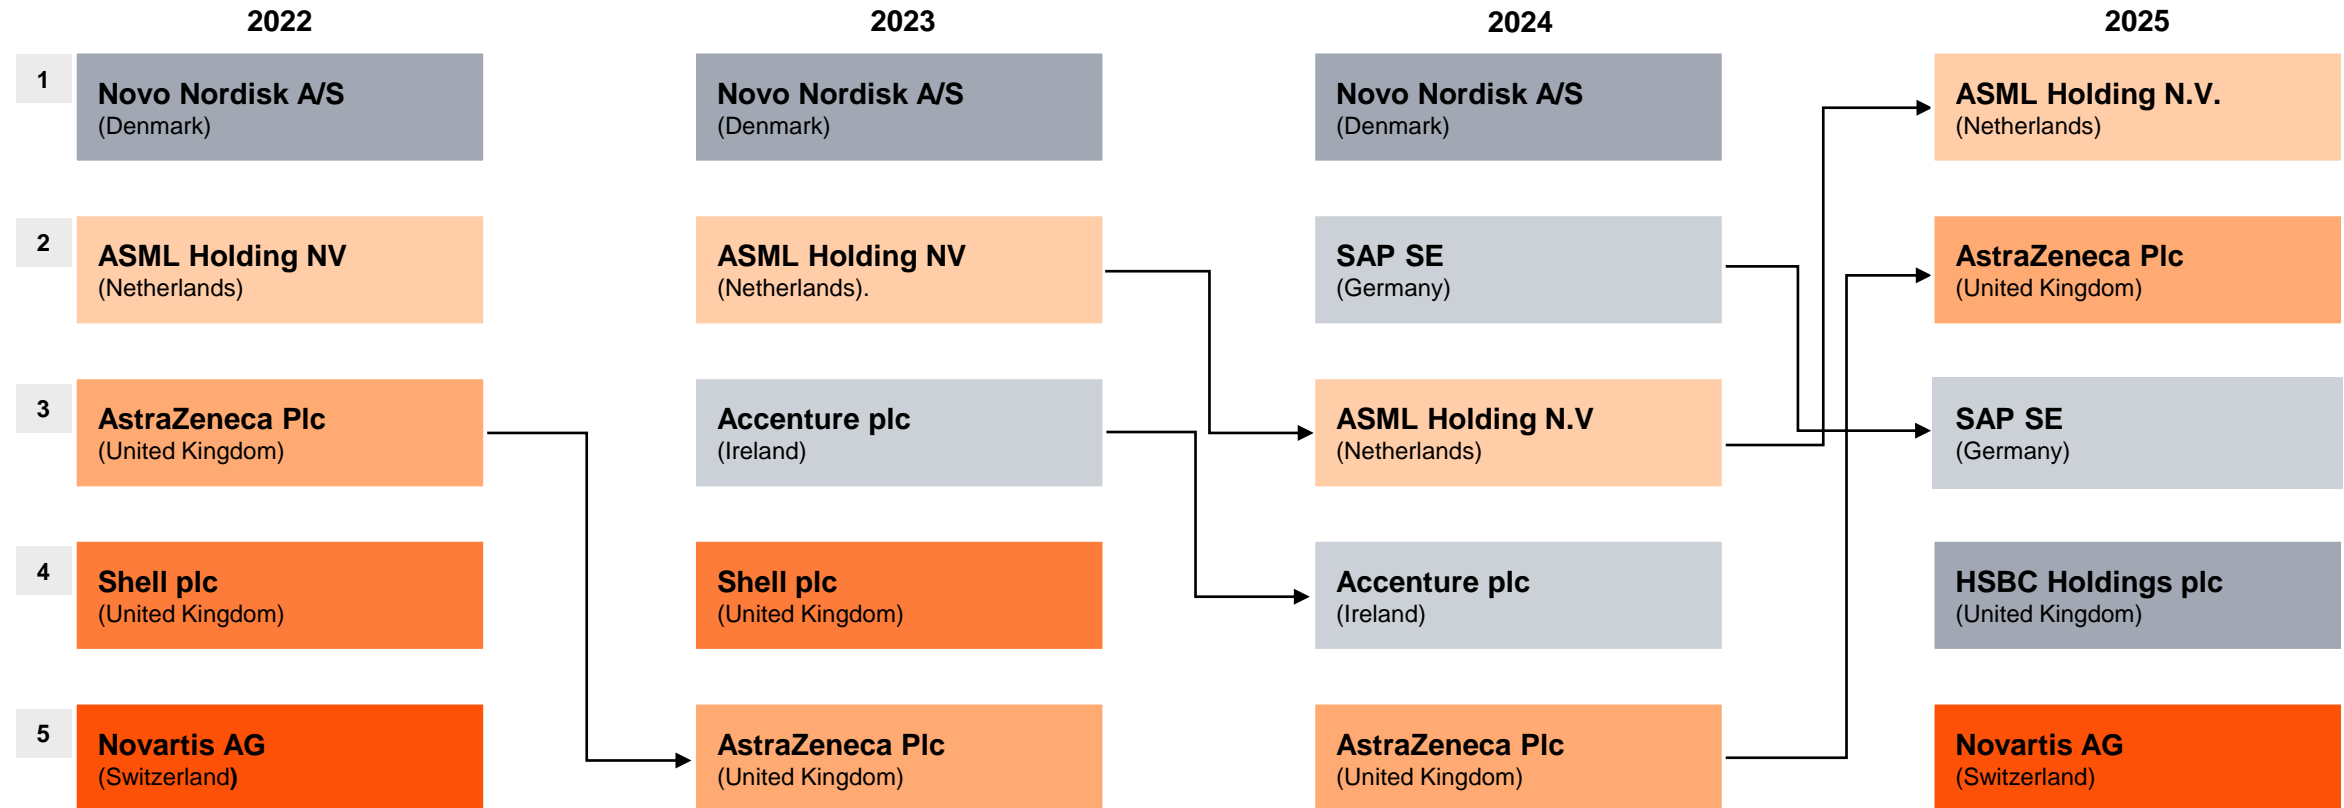 2022
2023
2024
2025
1
Novo Nordisk A/S
(Denmark)
Novo Nordisk A/S
(Denmark)
Novo Nordisk A/S
(Denmark)
ASML Holding N.V.
(Netherlands)
2
ASML Holding NV
(Netherlands)
ASML Holding NV
(Netherlands).
SAP SE
(Germany)
AstraZeneca Plc
(United Kingdom)
3
AstraZeneca Plc
(United Kingdom)
Accenture plc
(Ireland)
ASML Holding N.V
(Netherlands)
SAP SE
(Germany)
4
Shell plc
(United Kingdom)
Shell plc
(United Kingdom)
Accenture plc
(Ireland)
HSBC Holdings plc
(United Kingdom)
5
Novartis AG
(Switzerland)
AstraZeneca Plc
(United Kingdom)
AstraZeneca Plc
(United Kingdom)
Novartis AG
(Switzerland)